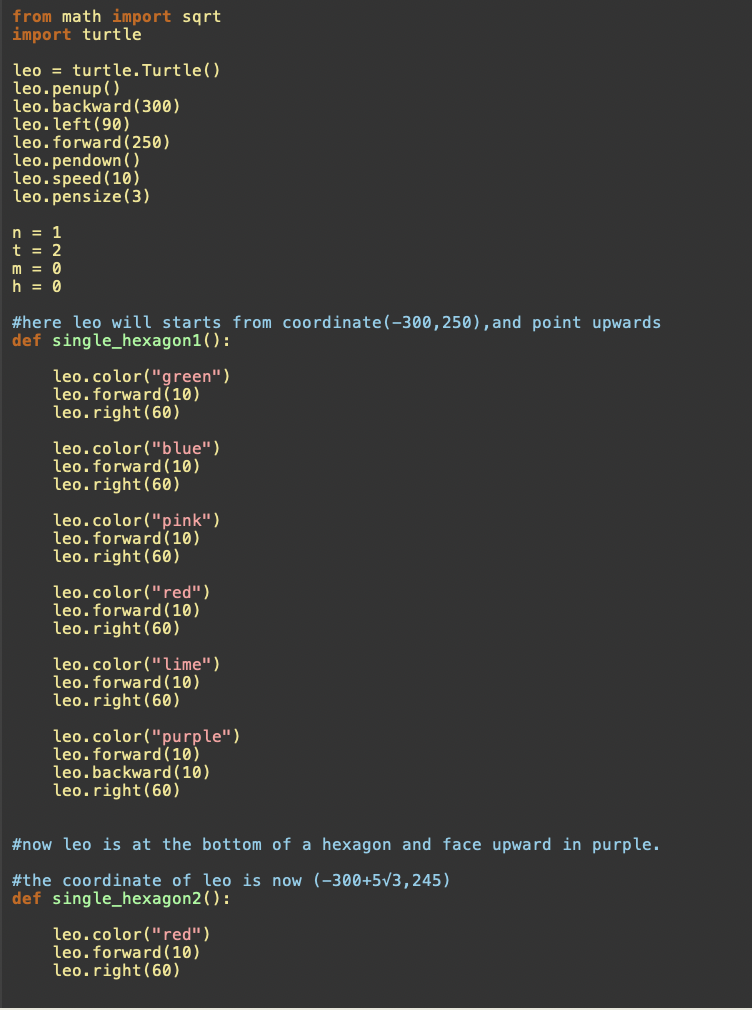 from math import sqrt
import turtle

leo = turtle.Turtle()
leo.penup()
leo.backward(300)
leo.left(90)
leo.forward(250)
leo.pendown()
leo.speed(10)
leo.pensize(3)

n = 1
t = 2
m = 0
h = 0

#here leo will starts from coordinate(-300,250),and point upwards
def single_hexagon1():

    leo.color("green")
    leo.forward(10)
    leo.right(60)

    leo.color("blue")
    leo.forward(10)
    leo.right(60)

    leo.color("pink")
    leo.forward(10)
    leo.right(60)

    leo.color("red")
    leo.forward(10)
    leo.right(60)

    leo.color("lime")
    leo.forward(10)
    leo.right(60)

    leo.color("purple")
    leo.forward(10)
    leo.backward(10)
    leo.right(60)


#now leo is at the bottom of a hexagon and face upward in purple.

#the coordinate of leo is now (-300+5√3,245)
def single_hexagon2():

    leo.color("red")
    leo.forward(10)
    leo.right(60)